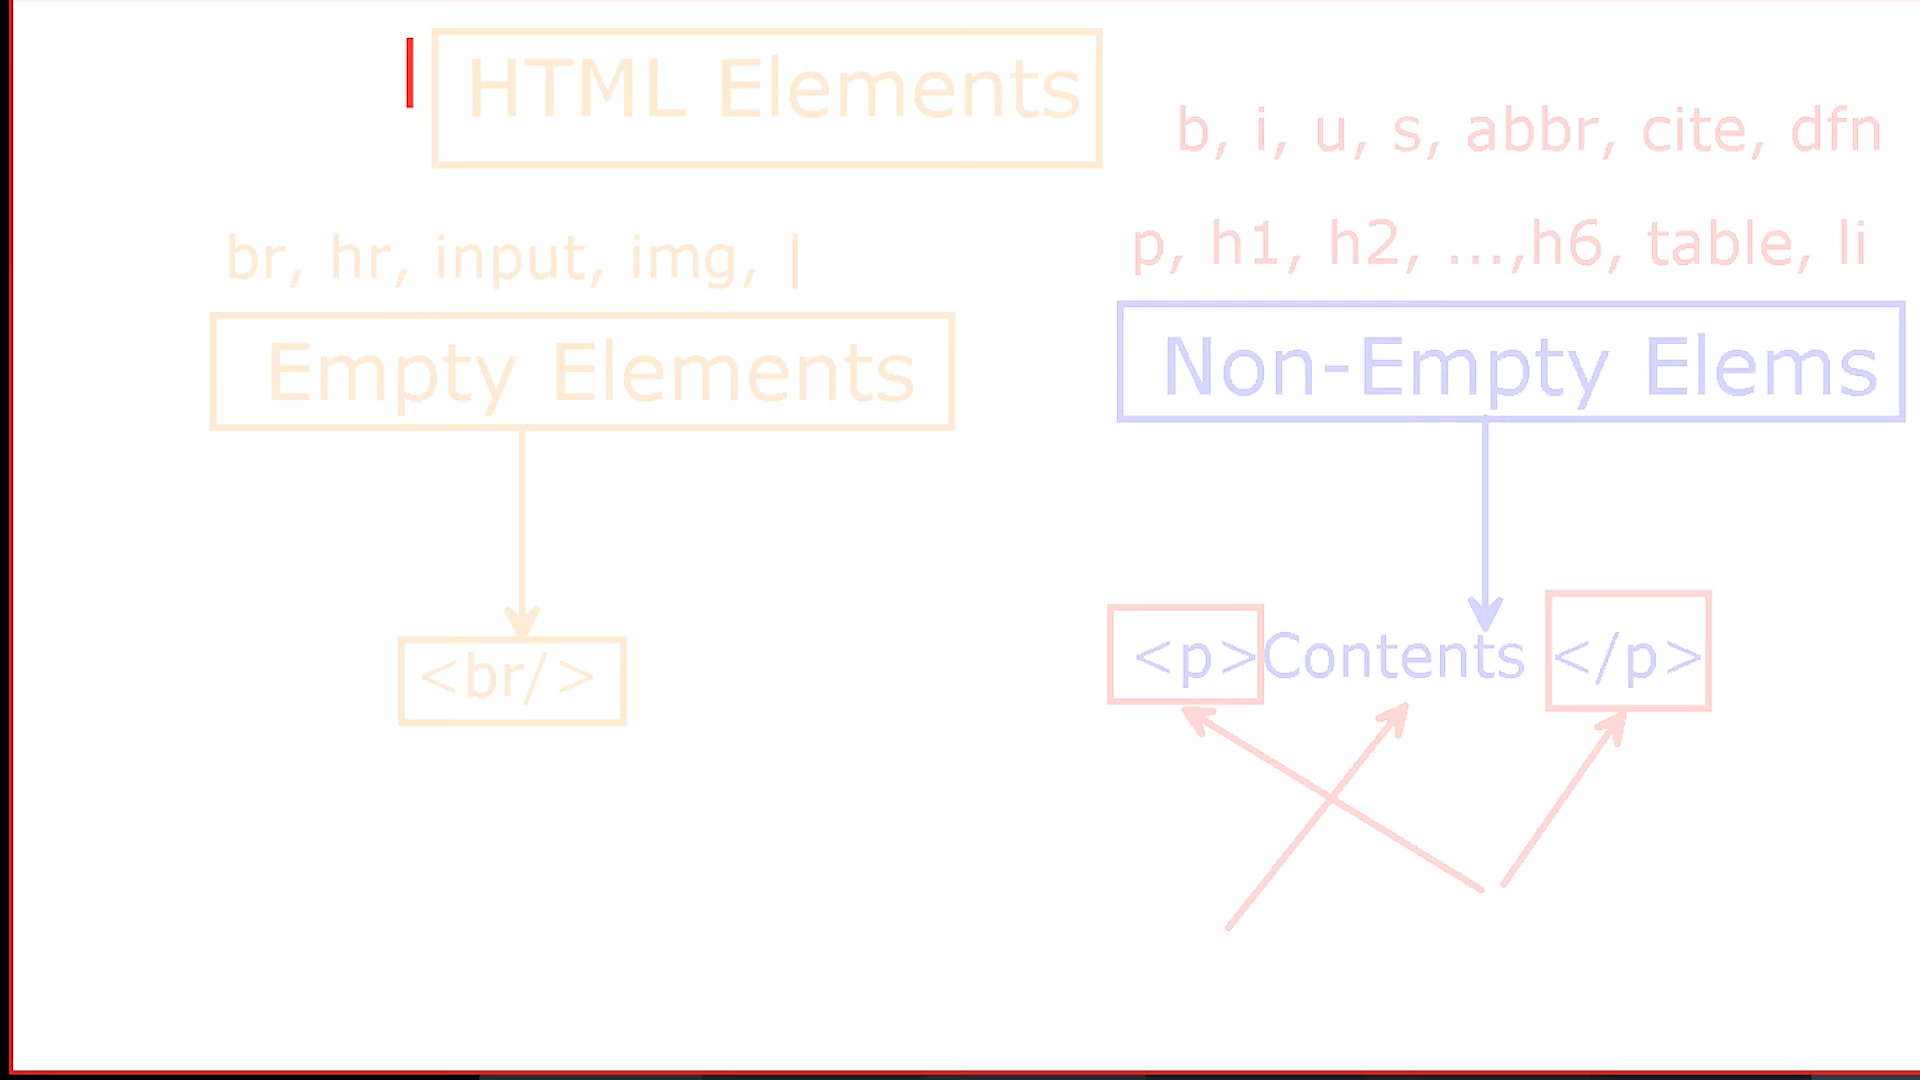 HTML Elements
b, i, u, s, abbr, cite, dfn
p, h1, h2, ...,h6, table, li
br, hr, input, img, |
Empty Elements
Non-Empty Elems
<br/>
<p>Contents </p>